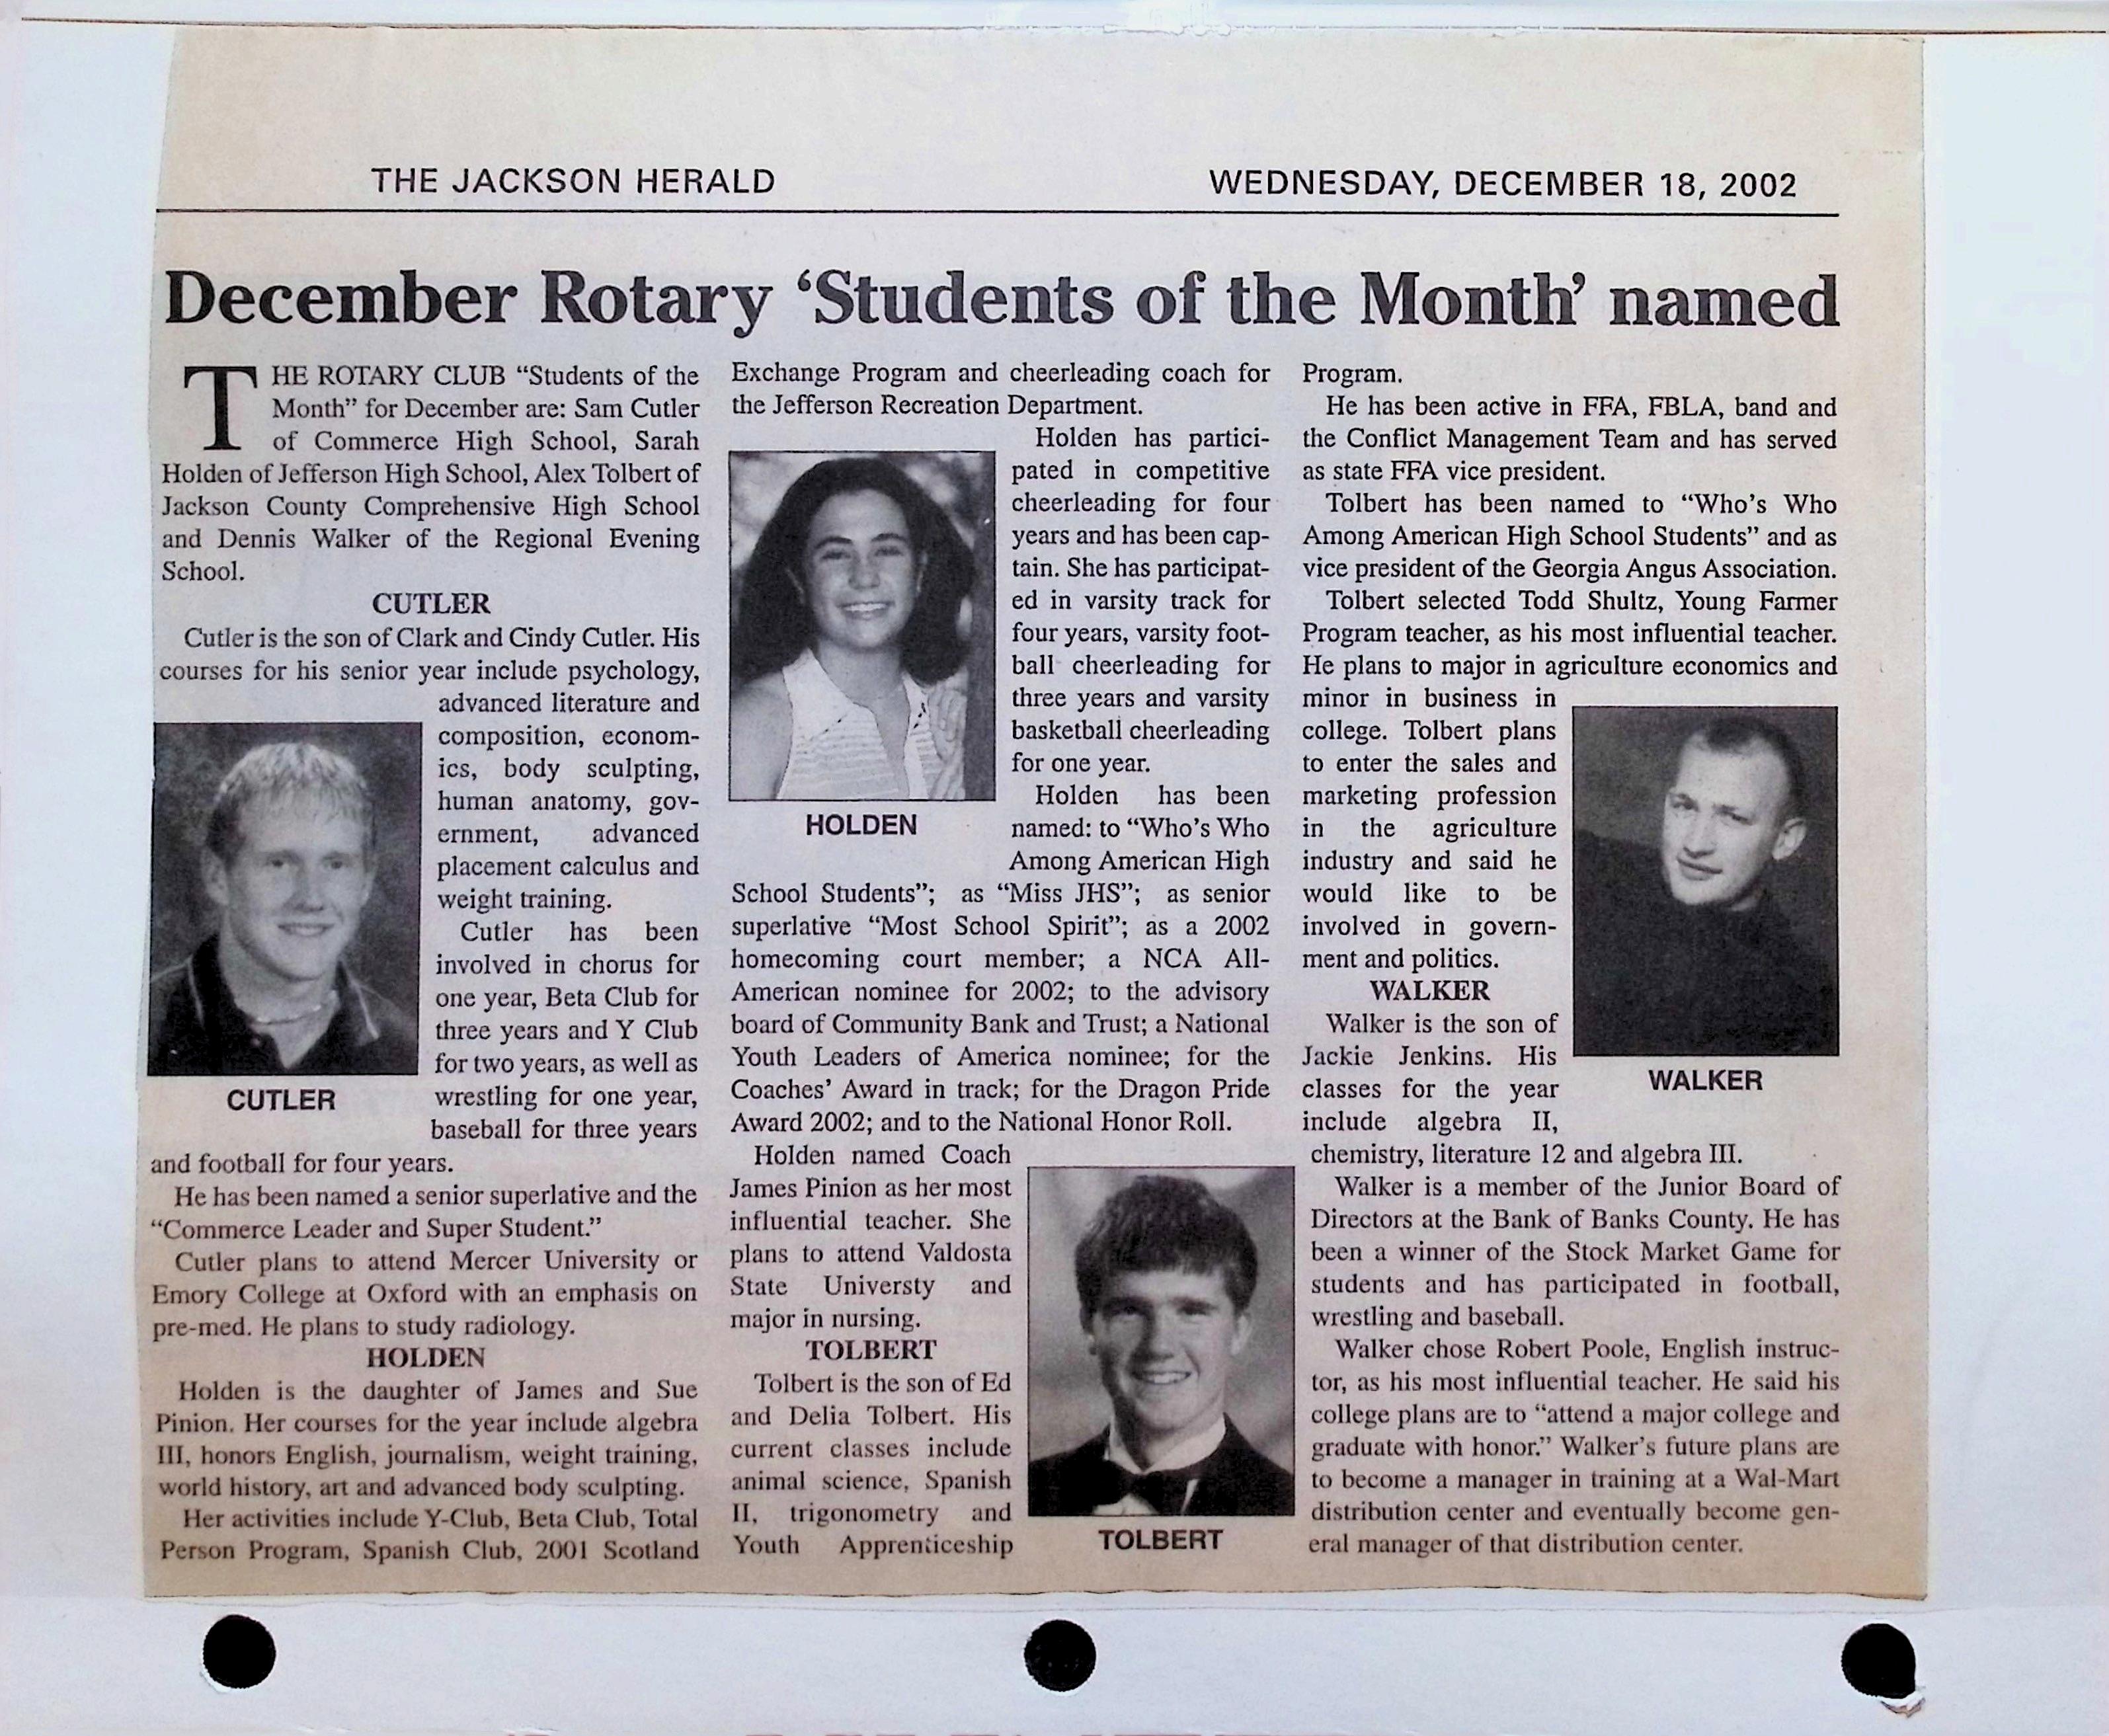 THE JACKSON HERALD
WEDNESDAY, DECEMBER 18, 2002
December Rotary ‘Students of the Month’ named
THE ROTARY CLUB “Students of the
Month” for December are: Sam Cutler
of Commerce High School, Sarah
Holden of Jefferson High School, Alex Tolbert of
Jackson County Comprehensive High School
and Dennis Walker of the Regional Evening
School.
CUTLER
Cutler is the son of Clark and Cindy Cutler. His
courses for his senior year include psychology,
advanced literature and
composition, econom-
ics, body sculpting,
human anatomy, gov-
ernment, advanced
placement calculus and
weight training.
Cutler has been
involved in chorus for
one year, Beta Club for
three years and Y Club
for two years, as well as
wrestling for one year,
baseball for three years
CUTLER
and football for four years.
He has been named a senior superlative and the
“Commerce Leader and Super Student.”
Cutler plans to attend Mercer University or
Emory College at Oxford with an emphasis on
pre-med. He plans to study radiology.
HOLDEN
Holden is the daughter of James and Sue
Pinion. Her courses for the year include algebra
III, honors English, journalism, weight training,
world history, art and advanced body sculpting.
Her activities include Y-Club, Beta Club, Total
Person Program, Spanish Club, 2001 Scotland
Exchange Program and cheerleading coach for
the Jefferson Recreation Department.
Holden has partici-
pated in competitive
cheerleading for four
years and has been cap-
tain. She has participat-
ed in varsity track for
four years, varsity foot-
ball cheerleading for
three years and varsity
basketball cheerleading
for one year.
HOLDEN
Holden has been
named: to “Who’s Who
Among American High
School Students”; as “Miss JHS”; as senior
superlative “Most School Spirit”; as a 2002
homecoming court member; a NCA All-
American nominee for 2002; to the advisory
board of Community Bank and Trust; a National
Youth Leaders of America nominee; for the
Coaches’ Award in track; for the Dragon Pride
Award 2002; and to the National Honor Roll.
Holden named Coach
James Pinion as her most
influential teacher. She
plans to attend Valdosta
State Universty and
major in nursing.
TOLBERT
Tolbert is the son of Ed
and Delia Tolbert. His
current classes include
animal science, Spanish
II, trigonometry and
Youth Apprenticeship
TOLBERT
Program.
He has been active in FFA, FBLA, band and
the Conflict Management Team and has served
as state FFA vice president.
Tolbert has been named to “Who’s Who
Among American High School Students” and as
vice president of the Georgia Angus Association.
Tolbert selected Todd Shultz, Young Farmer
Program teacher, as his most influential teacher.
He plans to major in agriculture economics and
minor in business in
college. Tolbert plans
to enter the sales and
marketing profession
in the agriculture
industry and said he
would like to be
involved in govern-
ment and politics.
WALKER
Walker is the son of
Jackie Jenkins. His
classes for the year
include algebra II,
WALKER
chemistry, literature 12 and algebra III.
Walker is a member of the Junior Board of
Directors at the Bank of Banks County. He has
been a winner of the Stock Market Game for
students and has participated in football,
wrestling and baseball.
Walker chose Robert Poole, English instruc-
tor, as his most influential teacher. He said his
college plans are to “attend a major college and
graduate with honor.” Walker’s future plans are
to become a manager in training at a Wal-Mart
distribution center and eventually become gen-
eral manager of that distribution center.